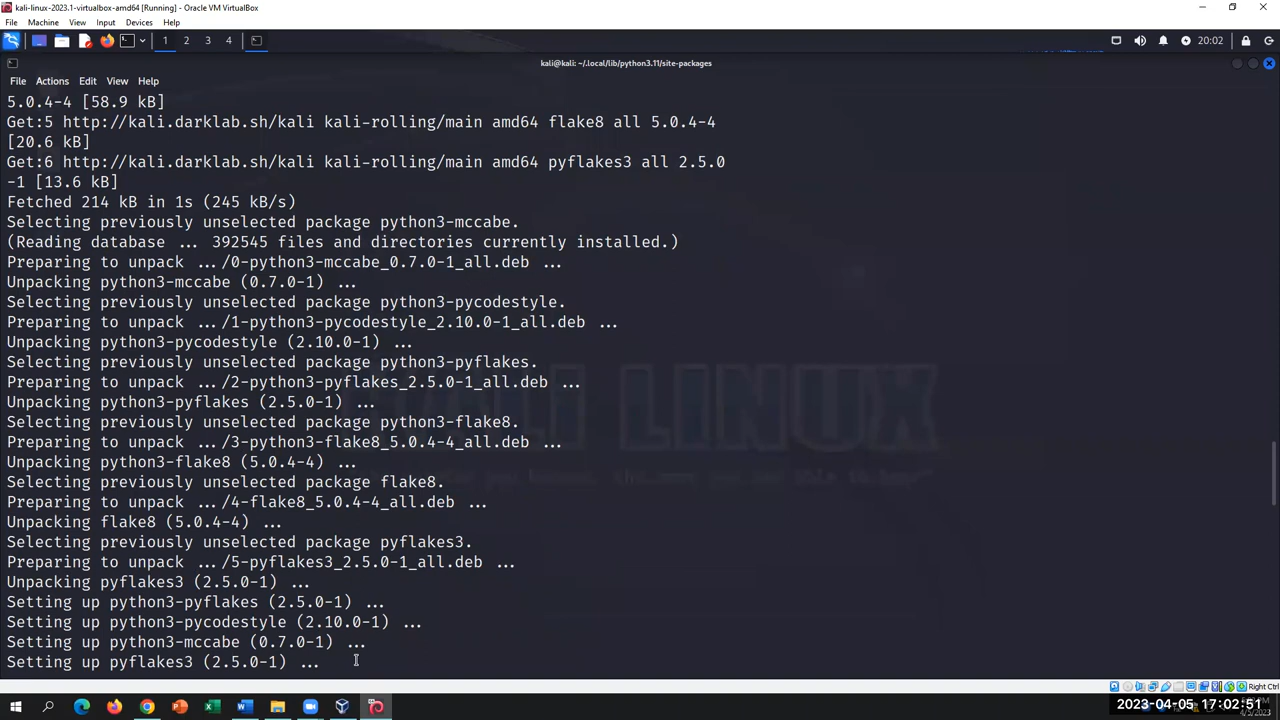 kali-linux-2023.1-virtualbox-amd64 [Running] - Oracle VM VirtualBox
File Machine View Input Devices Help
1 2 3 4 20:02
kali@kali: ~/.local/lib/python3.11/site-packages
File Actions Edit View Help
5.0.4-4 [58.9 kB]
Get:5 http://kali.darklab.sh/kali kali-rolling/main amd64 flake8 all 5.0.4-4
[20.6 kB]
Get:6 http://kali.darklab.sh/kali kali-rolling/main amd64 pyflakes3 all 2.5.0
-1 [13.6 kB]
Fetched 214 kB in 1s (245 kB/s)
Selecting previously unselected package python3-mccabe.
(Reading database ... 392545 files and directories currently installed.)
Preparing to unpack .../0-python3-mccabe_0.7.0-1_all.deb ...
Unpacking python3-mccabe (0.7.0-1) ...
Selecting previously unselected package python3-pycodestyle.
Preparing to unpack .../1-python3-pycodestyle_2.10.0-1_all.deb ...
Unpacking python3-pycodestyle (2.10.0-1) ...
Selecting previously unselected package python3-pyflakes.
Preparing to unpack .../2-python3-pyflakes_2.5.0-1_all.deb ...
Unpacking python3-pyflakes (2.5.0-1) ...
Selecting previously unselected package python3-flake8.
Preparing to unpack .../3-python3-flake8_5.0.4-4_all.deb ...
Unpacking python3-flake8 (5.0.4-4) ...
Selecting previously unselected package flake8.
Preparing to unpack .../4-flake8_5.0.4-4_all.deb ...
Unpacking flake8 (5.0.4-4) ...
Selecting previously unselected package pyflakes3.
Preparing to unpack .../5-pyflakes3_2.5.0-1_all.deb ...
Unpacking pyflakes3 (2.5.0-1) ...
Setting up python3-pyflakes (2.5.0-1) ...
Setting up python3-pycodestyle (2.10.0-1) ...
Setting up python3-mccabe (0.7.0-1) ...
Setting up pyflakes3 (2.5.0-1) ...
KALI LINUX
Right Ctrl
2023-04-05 17:02:51